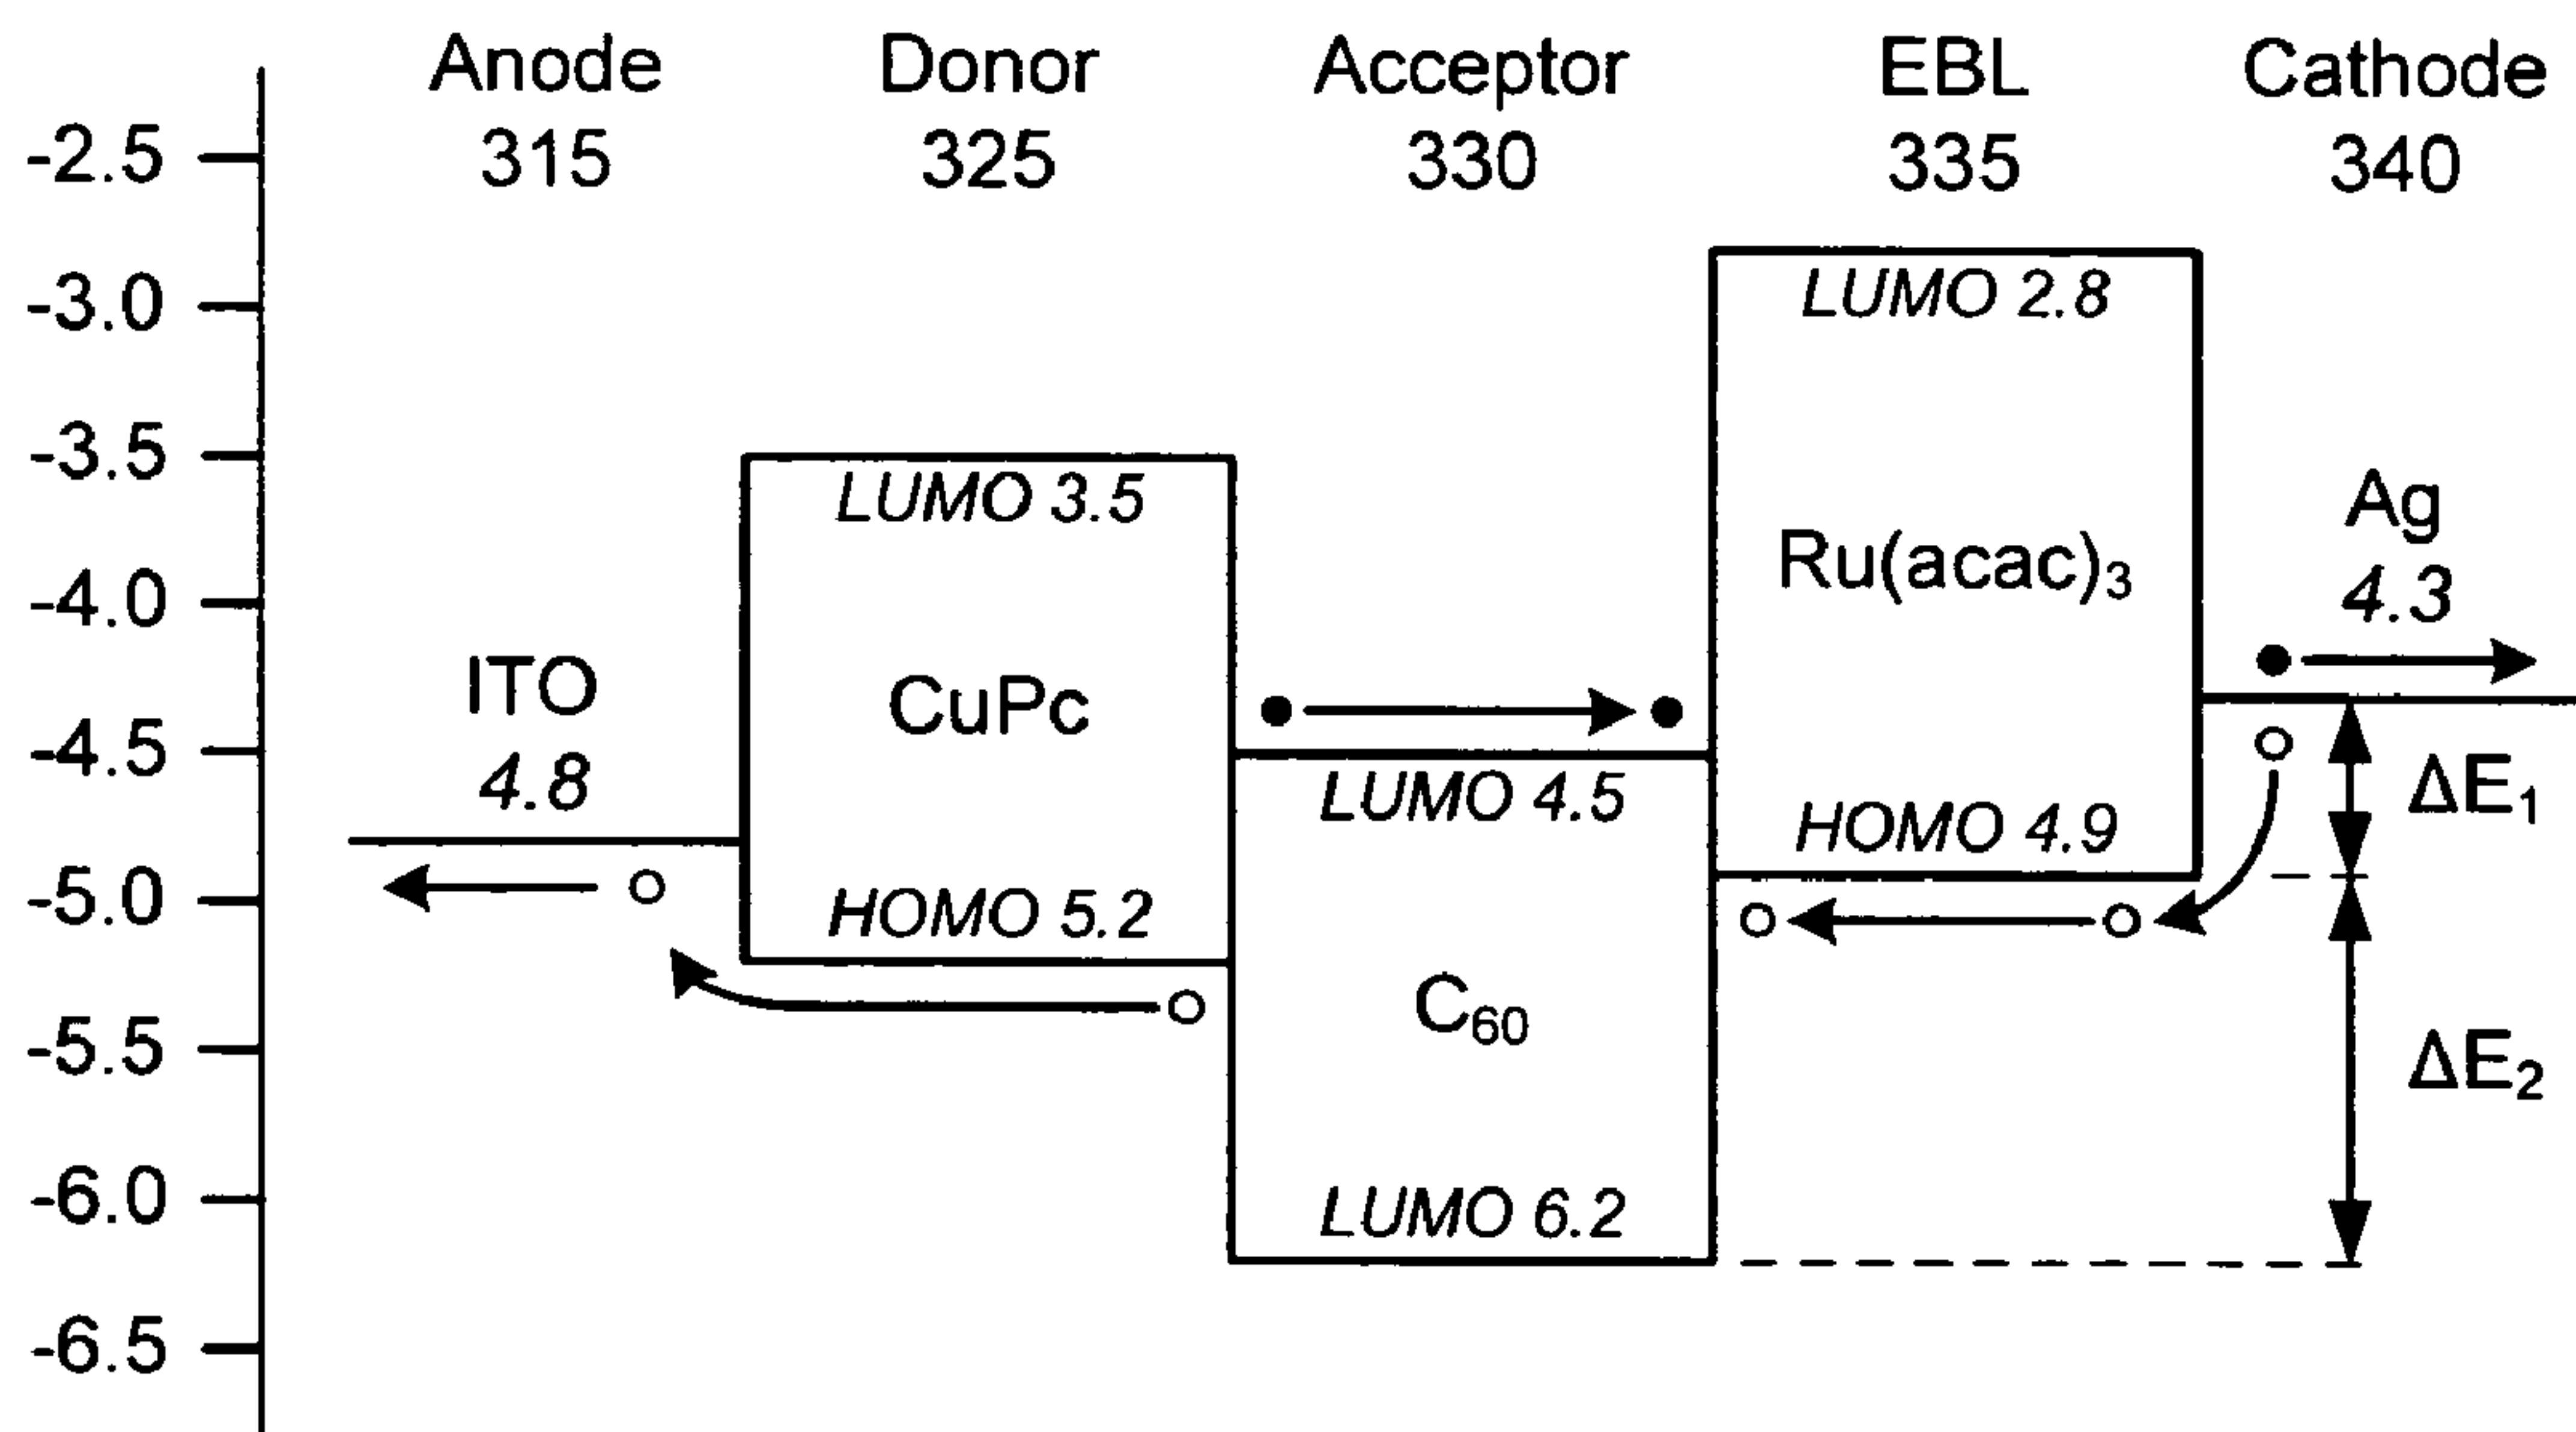 Anode
315
Donor
325
Acceptor
330
EBL
335
Cathode
340
-2.5
-3.0
-3.5
-4.0
-4.5
-5.0
-5.5
-6.0
-6.5
ITO
4.8
LUMO 3.5
CuPc
HOMO 5.2
LUMO 4.5
C₆₀
LUMO 6.2
LUMO 2.8
Ru(acac)₃
HOMO 4.9
Ag
4.3
ΔE₁
ΔE₂